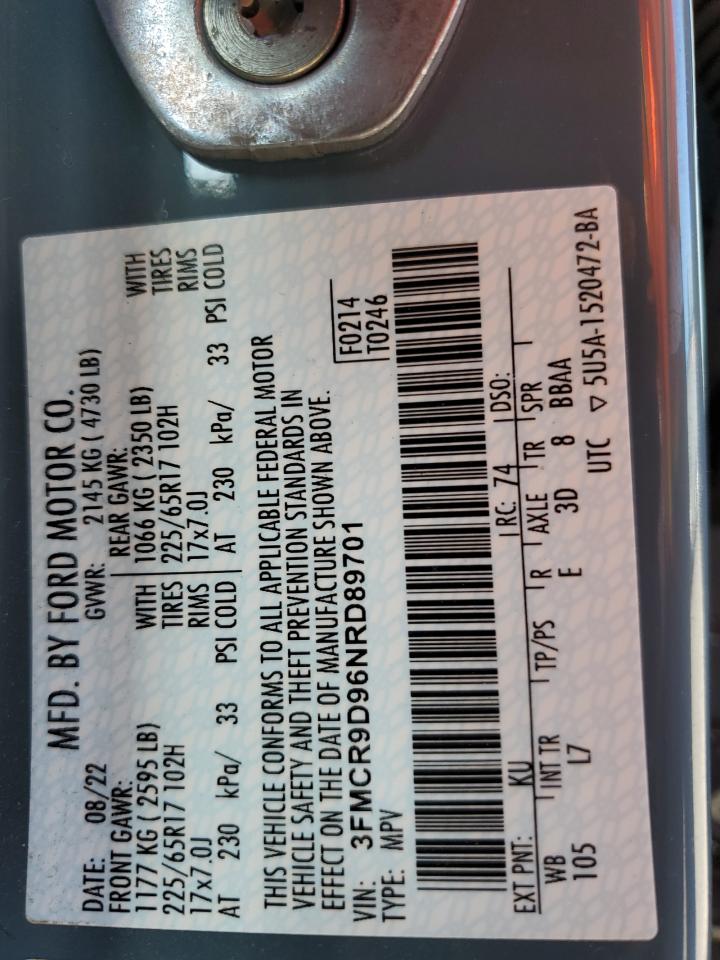 MFD. BY FORD MOTOR CO.
DATE: 08/22 GVWR: 2145 KG ( 4730 LB)
FRONT GAWR: REAR GAWR:
1177 KG ( 2595 LB) WITH 1066 KG ( 2350 LB) WITH
225/65R17 102H TIRES 225/65R17 102H TIRES
17x7.0J RIMS 17x7.0J RIMS
AT 230 kPa/ 33 PSI COLD AT 230 kPa/ 33 PSI COLD
THIS VEHICLE CONFORMS TO ALL APPLICABLE FEDERAL MOTOR
VEHICLE SAFETY AND THEFT PREVENTION STANDARDS IN
EFFECT ON THE DATE OF MANUFACTURE SHOWN ABOVE.
VIN: 3FMCR9D96NRD89701 F0214
TYPE: MPV T0246
EXT PNT: KU RC: 74 DSO:
WB INT TR TP/PS R AXLE TR SPR
105 L7 E 3D 8 BBAA
UTC ▽ 5U5A-1520472-BA